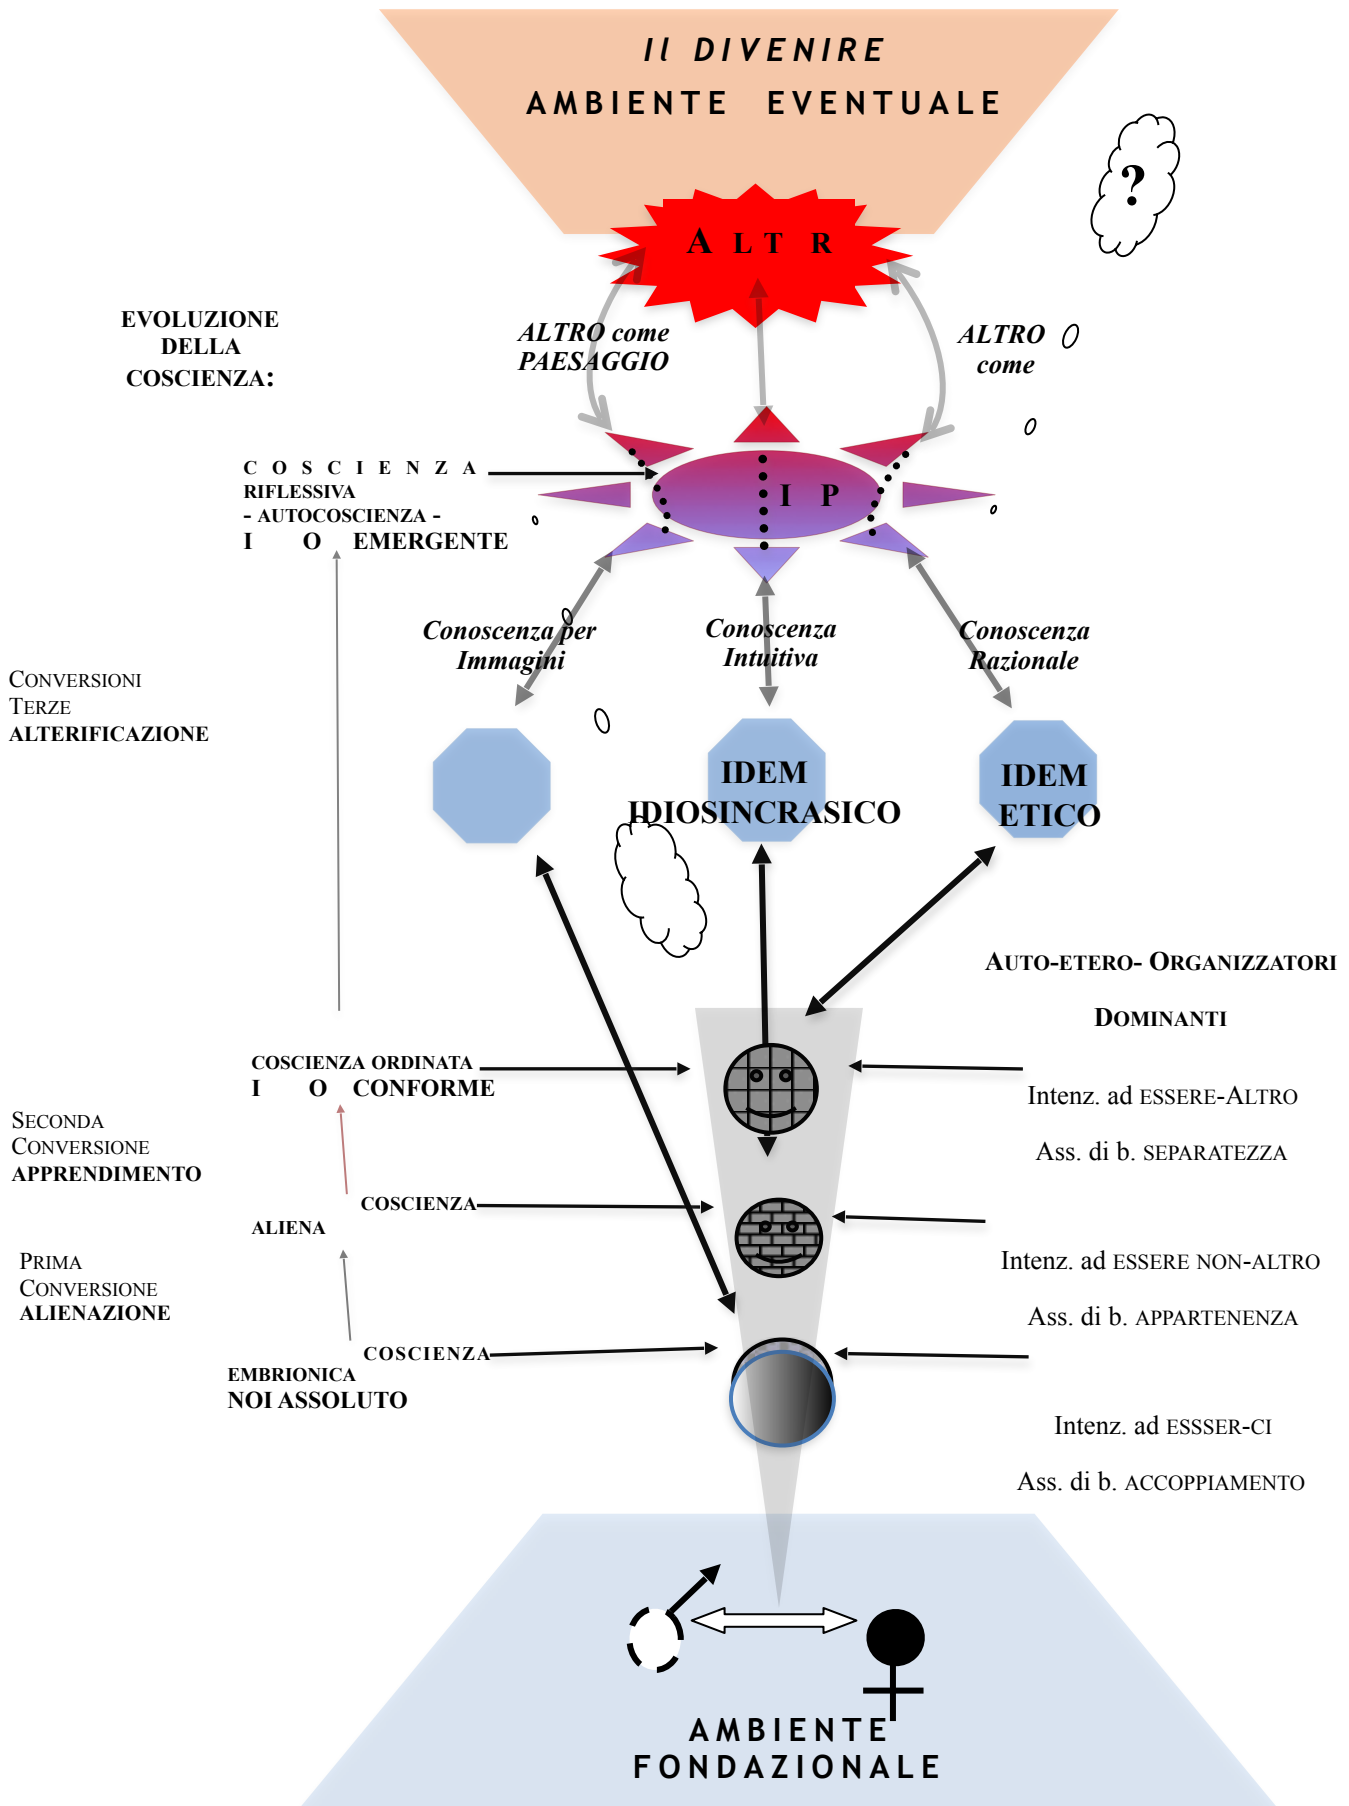 Il DIVENIRE
AMBIENTE EVENTUALE
?
A L T R
EVOLUZIONE
DELLA
COSCIENZA:
ALTRO come
PAESAGGIO
ALTRO
come
COSCIENZA
RIFLESSIVA
- AUTOCOSCIENZA -
I O EMERGENTE
I P
Conoscenza per
Immagini
Conoscenza
Intuitiva
Conoscenza
Razionale
CONVERSIONI
TERZE
ALTERIFICAZIONE
IDEM
IDIOSINCRASICO
IDEM
ETICO
AUTO-ETERO- ORGANIZZATORI
DOMINANTI
COSCIENZA ORDINATA
I O CONFORME
Intenz. ad ESSERE-ALTRO
Ass. di b. SEPARATEZZA
SECONDA
CONVERSIONE
APPRENDIMENTO
COSCIENZA
ALIENA
PRIMA
CONVERSIONE
ALIENAZIONE
Intenz. ad ESSERE NON-ALTRO
Ass. di b. APPARTENENZA
COSCIENZA
EMBRIONICA
NOI ASSOLUTO
Intenz. ad ESSSER-CI
Ass. di b. ACCOPPIAMENTO
AMBIENTE
FONDAZIONALE